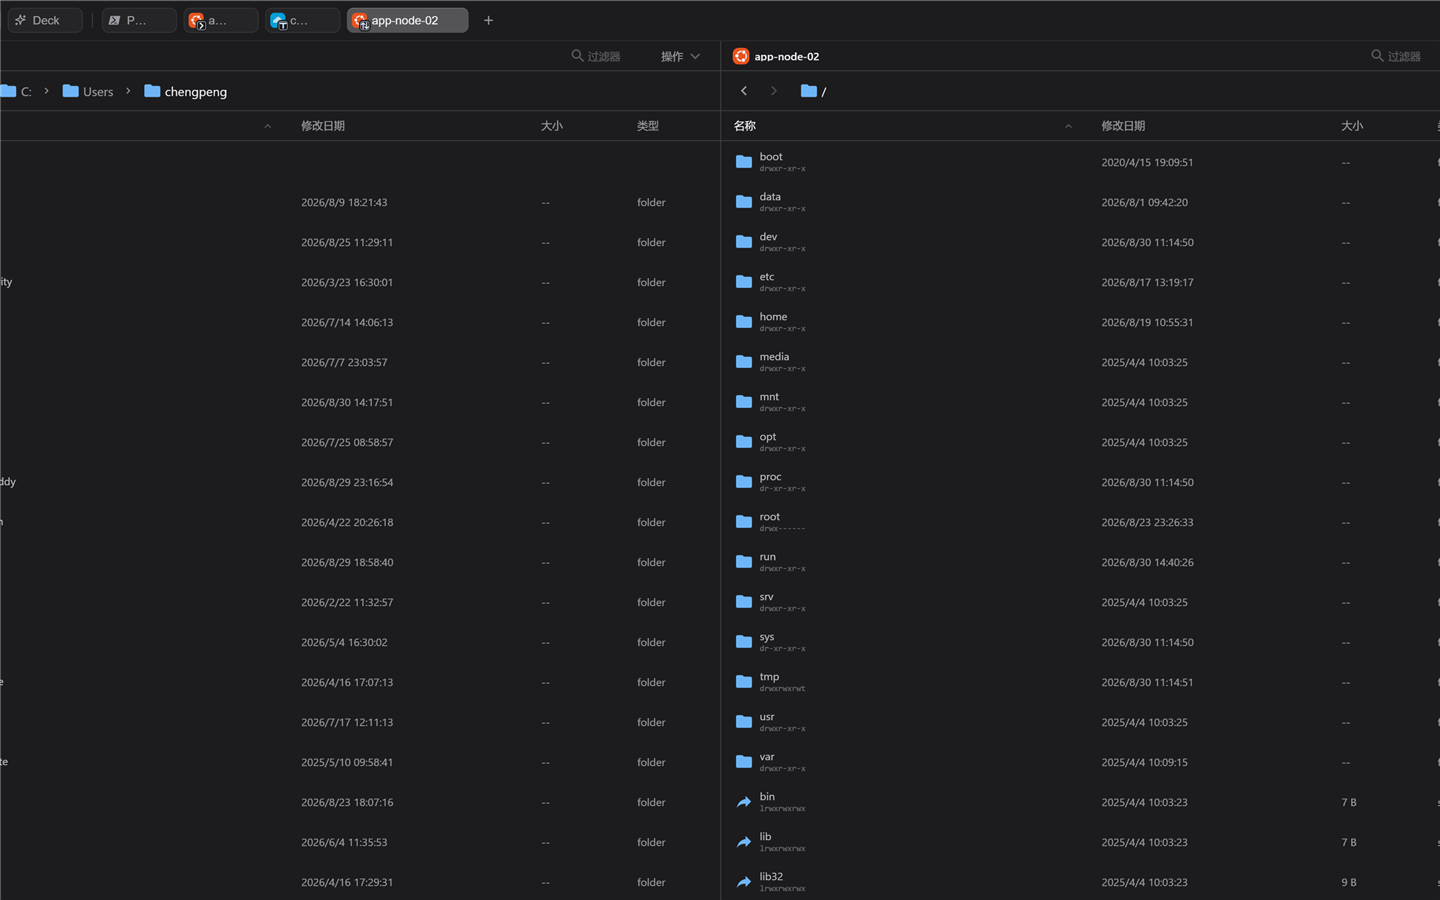 Deck
P...
a...
c...
app-node-02
过滤器
操作
app-node-02
过滤器
C:
Users
chengpeng
/
修改日期
大小
类型
名称
修改日期
大小
boot
drwxr-xr-x
2020/4/15 19:09:51
--
2026/8/9 18:21:43
--
folder
data
drwxr-xr-x
2026/8/1 09:42:20
--
2026/8/25 11:29:11
--
folder
dev
drwxr-xr-x
2026/8/30 11:14:50
--
ity
2026/3/23 16:30:01
--
folder
etc
drwxr-xr-x
2026/8/17 13:19:17
--
2026/7/14 14:06:13
--
folder
home
drwxr-xr-x
2026/8/19 10:55:31
--
2026/7/7 23:03:57
--
folder
media
drwxr-xr-x
2025/4/4 10:03:25
--
2026/8/30 14:17:51
--
folder
mnt
drwxr-xr-x
2025/4/4 10:03:25
--
2026/7/25 08:58:57
--
folder
opt
drwxr-xr-x
2025/4/4 10:03:25
--
ddy
2026/8/29 23:16:54
--
folder
proc
dr-xr-xr-x
2026/8/30 11:14:50
--
2026/4/22 20:26:18
--
folder
root
drwx------
2026/8/23 23:26:33
--
2026/8/29 18:58:40
--
folder
run
drwxr-xr-x
2026/8/30 14:40:26
--
2026/2/22 11:32:57
--
folder
srv
drwxr-xr-x
2025/4/4 10:03:25
--
2026/5/4 16:30:02
--
folder
sys
dr-xr-xr-x
2026/8/30 11:14:50
--
e
2026/4/16 17:07:13
--
folder
tmp
drwxrwxrwt
2026/8/30 11:14:51
--
2026/7/17 12:11:13
--
folder
usr
drwxr-xr-x
2025/4/4 10:03:25
--
te
2025/5/10 09:58:41
--
folder
var
drwxr-xr-x
2025/4/4 10:09:15
--
2026/8/23 18:07:16
--
folder
bin
lrwxrwxrwx
2025/4/4 10:03:23
7 B
2026/6/4 11:35:53
--
folder
lib
lrwxrwxrwx
2025/4/4 10:03:23
7 B
2026/4/16 17:29:31
--
folder
lib32
lrwxrwxrwx
2025/4/4 10:03:23
9 B